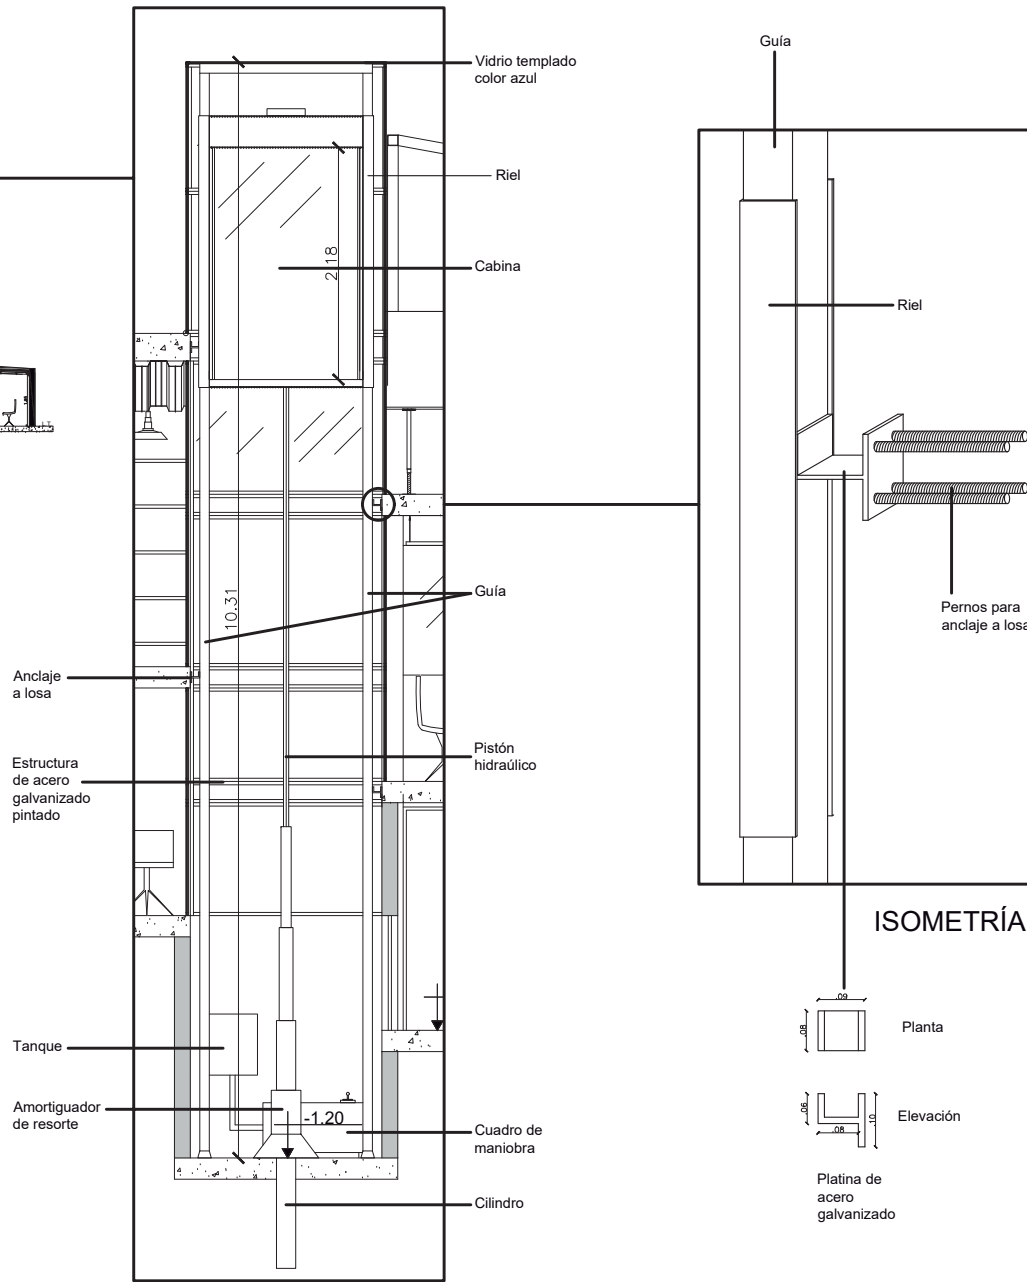 Vidrio templado
color azul
Guía
Riel
2.18
Cabina
Riel
10.31
Guía
Pernos para
anclaje a losa
Anclaje
a losa
Pistón
hidraúlico
Estructura
de acero
galvanizado
pintado
ISOMETRÍA
.09
.08
Planta
Tanque
Amortiguador
de resorte
-1.20
Cuadro de
maniobra
.06
.08
.10
Elevación
Platina de
acero
galvanizado
Cilindro